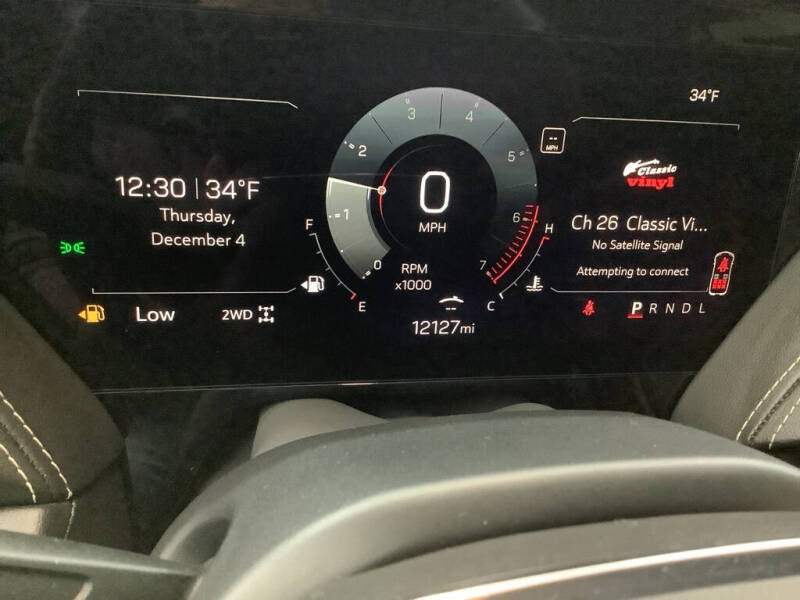 34°F
12:30 | 34°F
Thursday,
December 4
Low
2WD
F
E
0
1
2
3
4
5
6
7
0
MPH
RPM
x1000
12127mi
-- MPH
H
C
Classic
vinyl
Ch 26 Classic Vi...
No Satellite Signal
Attempting to connect
P R N D L